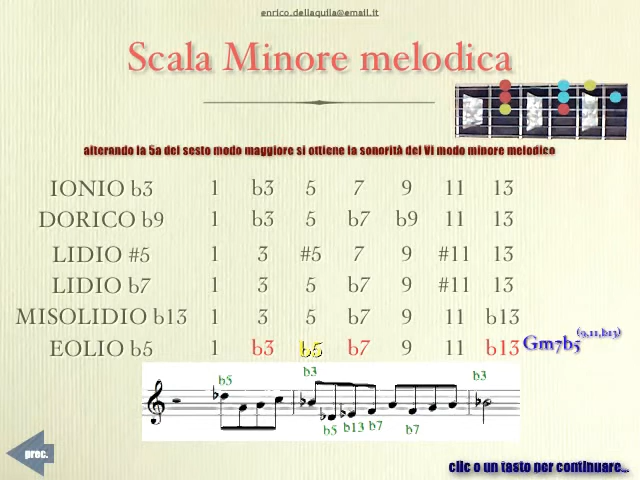 enrico.dellaquila@email.it
Scala Minore melodica
alterando la 5a del sesto modo maggiore si ottiene la sonorità del VI modo minore melodico
IONIO b3 1 b3 5 7 9 11 13
DORICO b9 1 b3 5 b7 b9 11 13
LIDIO #5 1 3 #5 7 9 #11 13
LIDIO b7 1 3 5 b7 9 #11 13
MISOLIDIO b13 1 3 5 b7 9 11 b13
EOLIO b5 1 b3 b5 b7 9 11 b13 Gm7b5(9,11,b13)
b5 b3 b3
b5 b13 b7 b7
prec.
clic o un tasto per continuare...